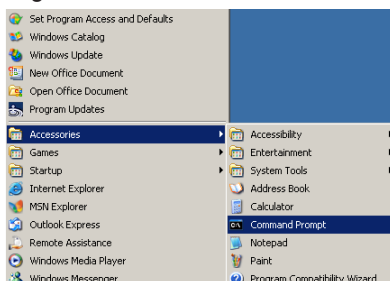 Set Program Access and Defaults
Windows Catalog
Windows Update
New Office Document
Open Office Document
Program Updates
Accessories
Games
Startup
Internet Explorer
MSN Explorer
Outlook Express
Remote Assistance
Windows Media Player
Windows Messenger
Accessibility
Entertainment
System Tools
Address Book
Calculator
Command Prompt
Notepad
Paint
Program Compatibility Wizard